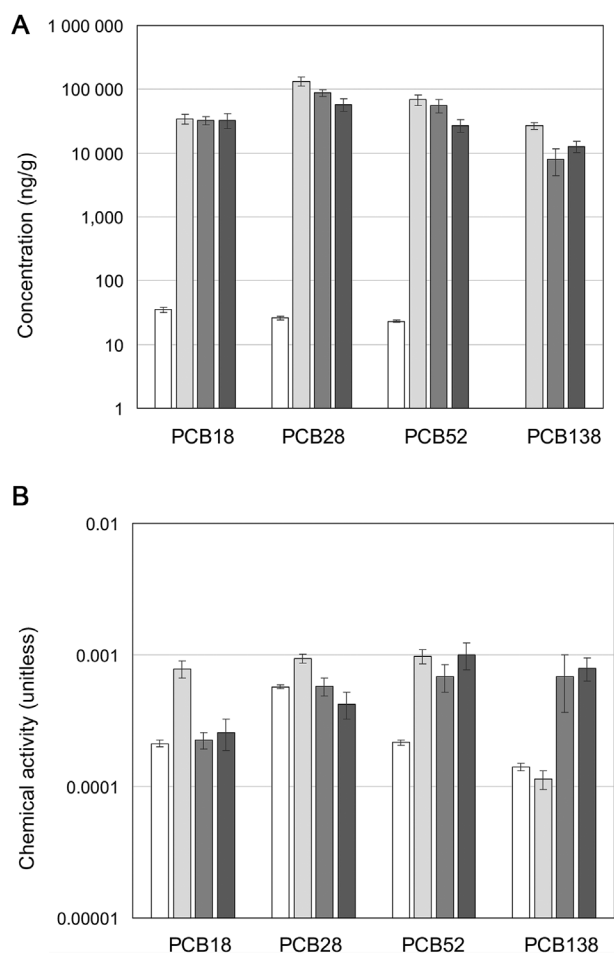 A
1 000 000
100 000
10 000
1,000
100
10
1
Concentration (ng/g)
PCB18 PCB28 PCB52 PCB138
B
0.01
0.001
0.0001
0.00001
Chemical activity (unitless)
PCB18 PCB28 PCB52 PCB138